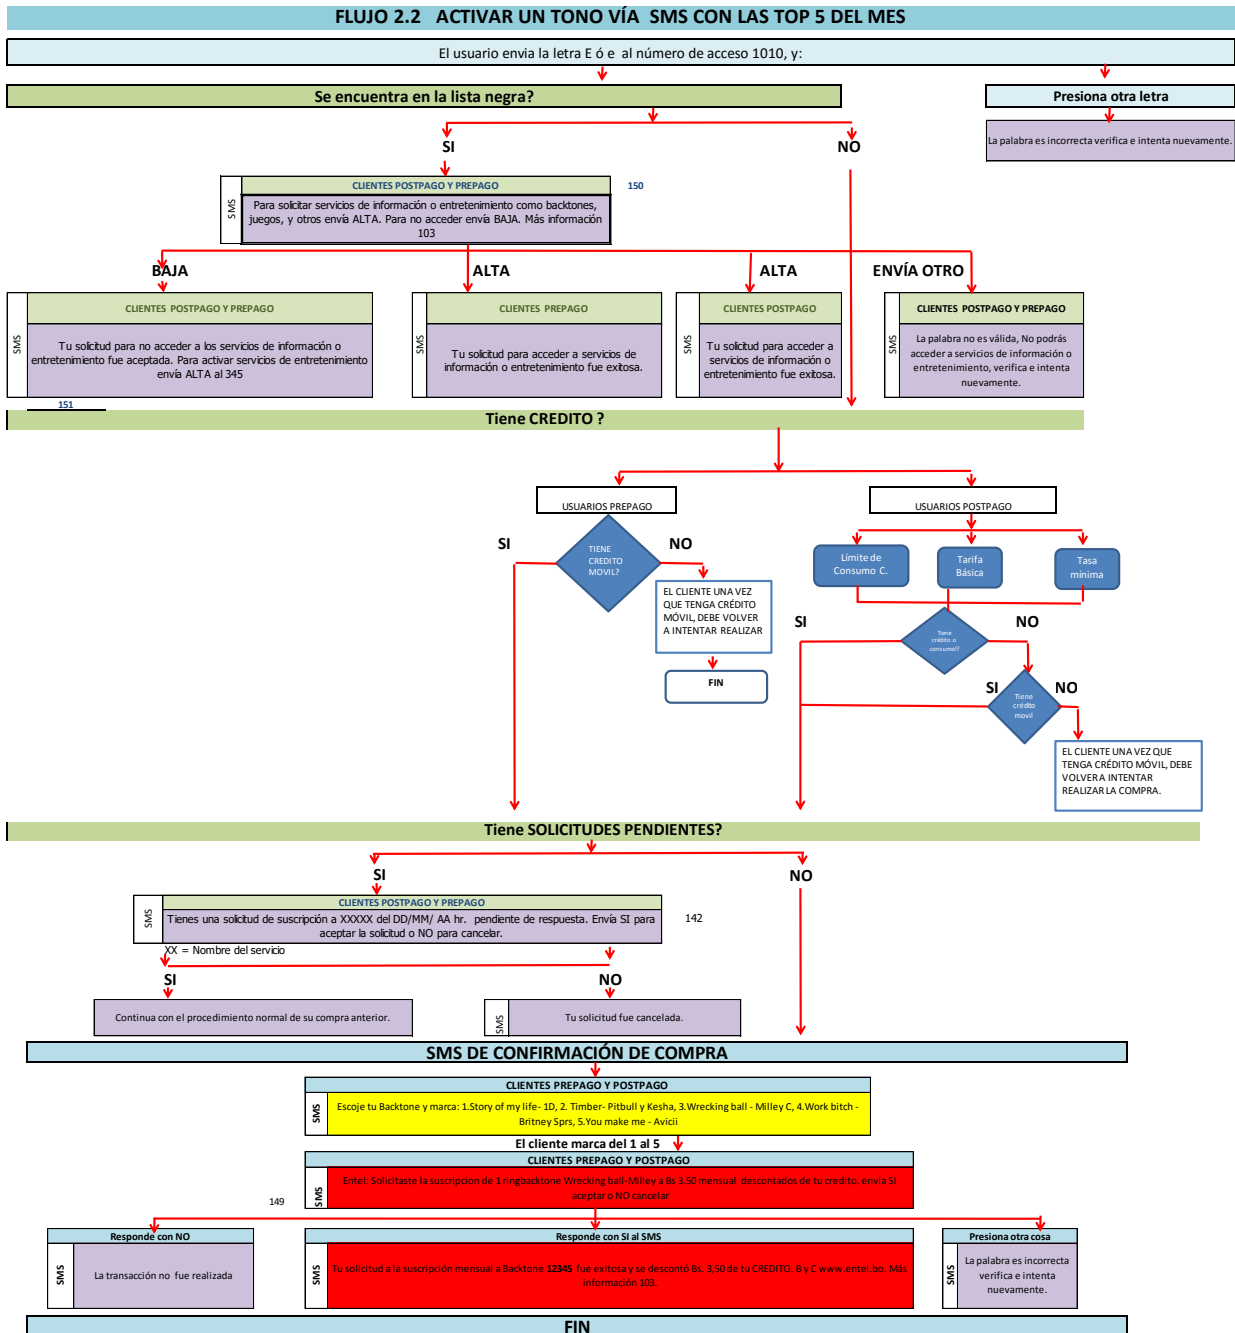 FLUJO 2.2 ACTIVAR UN TONO VÍA SMS CON LAS TOP 5 DEL MES
El usuario envia la letra E ó e al número de acceso 1010, y:
Se encuentra en la lista negra?
Presiona otra letra
La palabra es incorrecta verifica e intenta nuevamente.
SI
NO
SMS
CLIENTES POSTPAGO Y PREPAGO
150
Para solicitar servicios de información o entretenimiento como backtones,
juegos, y otros envía ALTA. Para no acceder envía BAJA. Más información
103
BAJA
ALTA
ALTA
ENVÍA OTRO
SMS
CLIENTES POSTPAGO Y PREPAGO
Tu solicitud para no acceder a los servicios de información o
entretenimiento fue aceptada. Para activar servicios de entretenimiento
envía ALTA al 345
SMS
CLIENTES PREPAGO
Tu solicitud para acceder a servicios de
información o entretenimiento fue exitosa.
SMS
CLIENTES POSTPAGO
Tu solicitud para acceder a
servicios de información o
entretenimiento fue exitosa.
SMS
CLIENTES POSTPAGO Y PREPAGO
La palabra no es válida, No podrás
acceder a servicios de información o
entretenimiento, verifica e intenta
nuevamente.
151
Tiene CREDITO ?
USUARIOS PREPAGO
USUARIOS POSTPAGO
SI
TIENE
CREDITO
MOVIL?
NO
Límite de
Consumo C.
Tarifa
Básica
Tasa
mínima
EL CLIENTE UNA VEZ
QUE TENGA CRÉDITO
MÓVIL, DEBE VOLVER
A INTENTAR REALIZAR
FIN
SI
Tiene
crédito o
consumo!?
NO
SI
Tiene
crédito
movil
NO
EL CLIENTE UNA VEZ QUE
TENGA CRÉDITO MÓVIL, DEBE
VOLVER A INTENTAR
REALIZAR LA COMPRA.
Tiene SOLICITUDES PENDIENTES?
SI
NO
SMS
CLIENTES POSTPAGO Y PREPAGO
Tienes una solicitud de suscripción a XXXXX del DD/MM/ AA hr. pendiente de respuesta. Envía SI para
aceptar la solicitud o NO para cancelar.
142
XX = Nombre del servicio
SI
NO
Continua con el procedimiento normal de su compra anterior.
SMS
Tu solicitud fue cancelada.
SMS DE CONFIRMACIÓN DE COMPRA
CLIENTES PREPAGO Y POSTPAGO
SMS
Escoje tu Backtone y marca: 1.Story of my life- 1D, 2. Timber- Pitbull y Kesha, 3.Wrecking ball - Milley C, 4.Work bitch -
Britney Sprs, 5.You make me - Avicii
El cliente marca del 1 al 5
CLIENTES PREPAGO Y POSTPAGO
SMS
Entel: Solicitaste la suscripcion de 1 ringbacktone Wrecking ball-Milley a Bs 3.50 mensual descontados de tu credito. envia SI
aceptar o NO cancelar
149
Responde con NO
SMS
La transacción no fue realizada
Responde con SI al SMS
SMS
Tu solicitud a la suscripción mensual a Backtone 12345 fue exitosa y se descontó Bs. 3,50 de tu CREDITO. B y C www.entel.bo. Más
información 103.
Presiona otra cosa
SMS
La palabra es incorrecta
verifica e intenta
nuevamente.
FIN